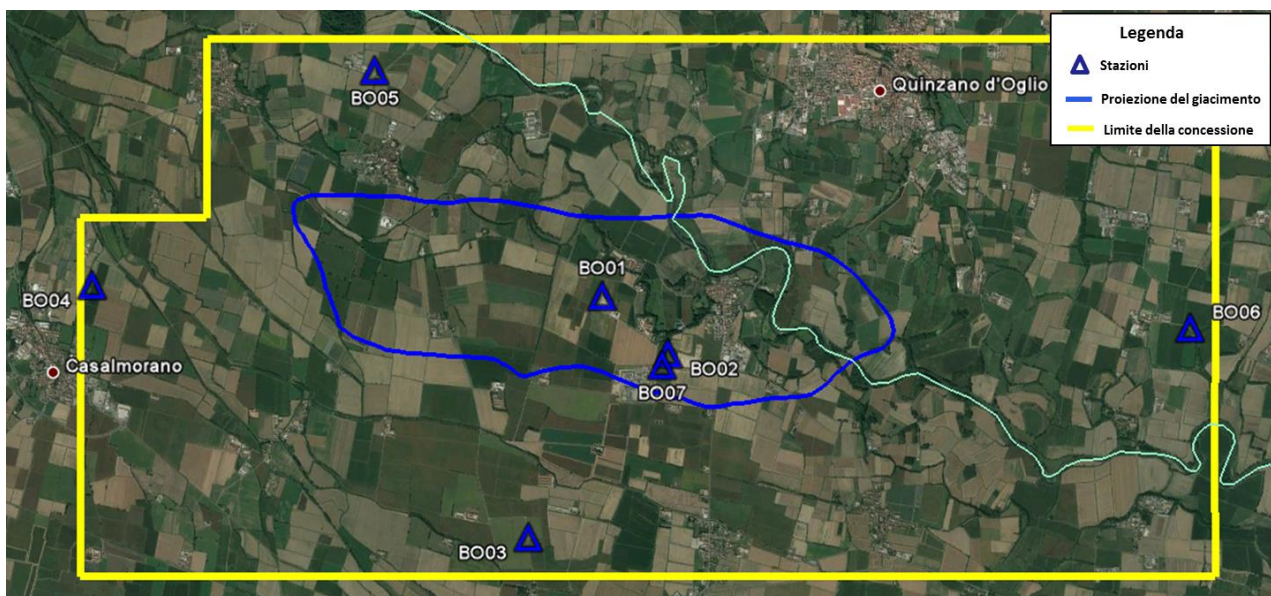 Legenda
Stazioni
Proiezione del giacimento
Limite della concessione
BO05
Quinzano d'Oglio
BO01
BO04
BO06
Casalmorano
BO02
BO07
BO03